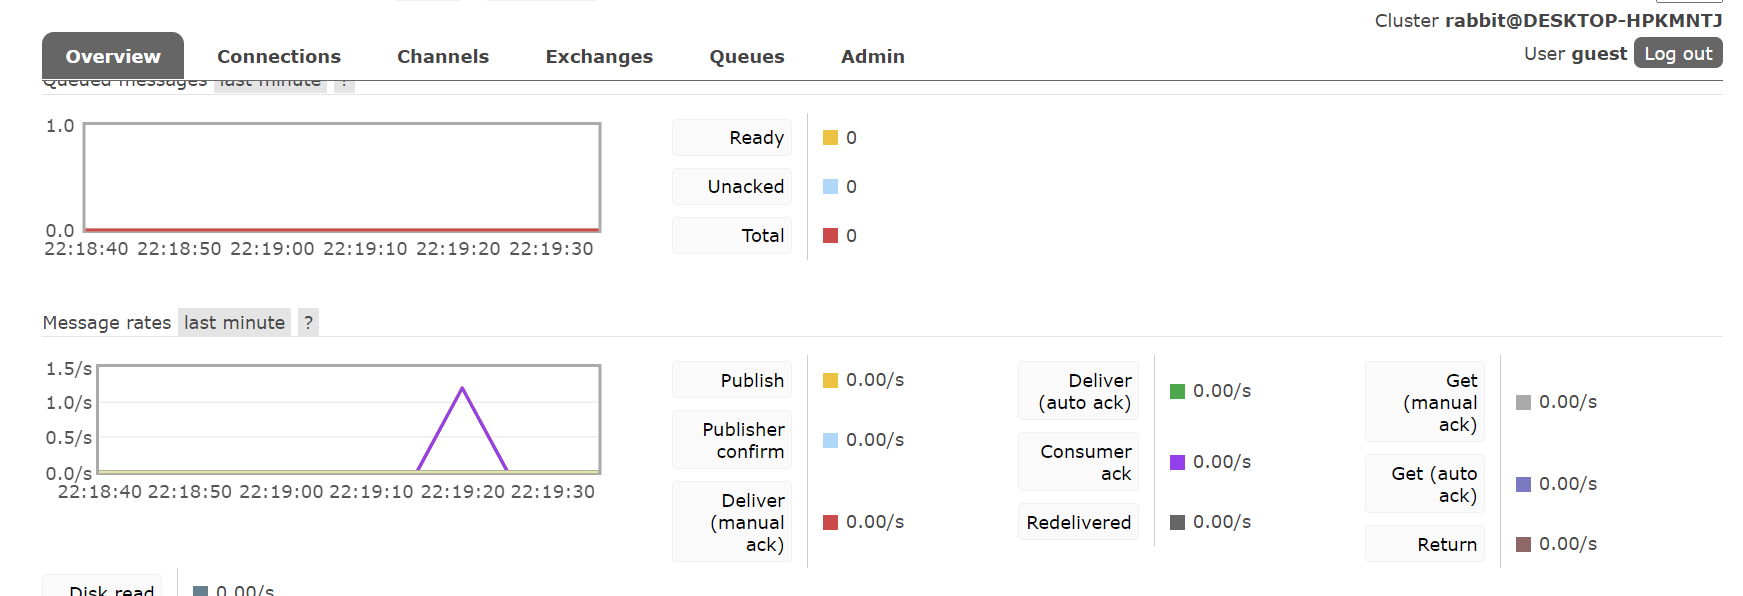 Cluster rabbit@DESKTOP-HPKMNTJ
Overview Connections Channels Exchanges Queues Admin
User guest Log out
Queued messages last minute ?
1.0
0.0
22:18:40 22:18:50 22:19:00 22:19:10 22:19:20 22:19:30
Ready 0
Unacked 0
Total 0
Message rates last minute ?
1.5/s
1.0/s
0.5/s
0.0/s
22:18:40 22:18:50 22:19:00 22:19:10 22:19:20 22:19:30
Publish 0.00/s
Publisher
confirm 0.00/s
Deliver
(manual
ack) 0.00/s
Deliver
(auto ack) 0.00/s
Consumer
ack 0.00/s
Redelivered 0.00/s
Get
(manual
ack) 0.00/s
Get (auto
ack) 0.00/s
Return 0.00/s
Disk read 0.00/s